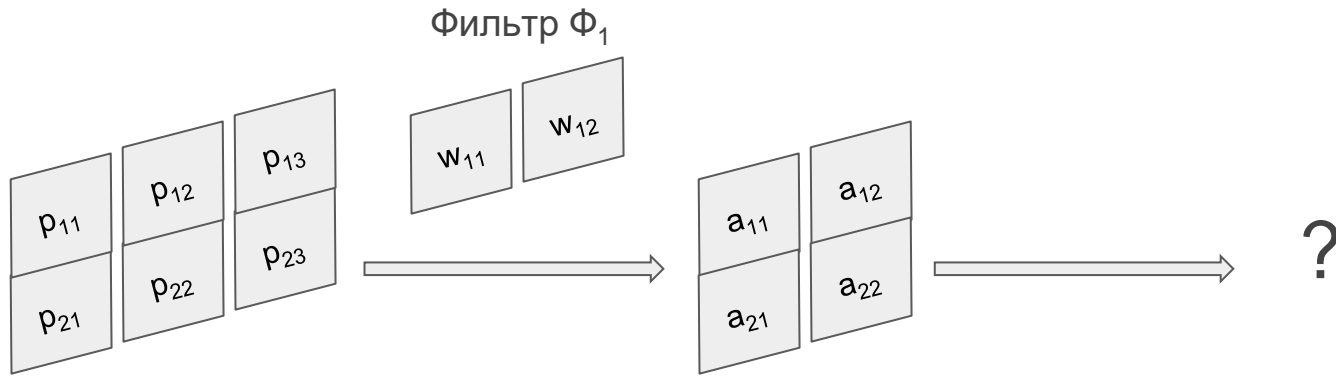 Фильтр Ф₁
w₁₁ w₁₂
p₁₁ p₁₂ p₁₃
p₂₁ p₂₂ p₂₃
a₁₁ a₁₂
a₂₁ a₂₂
?